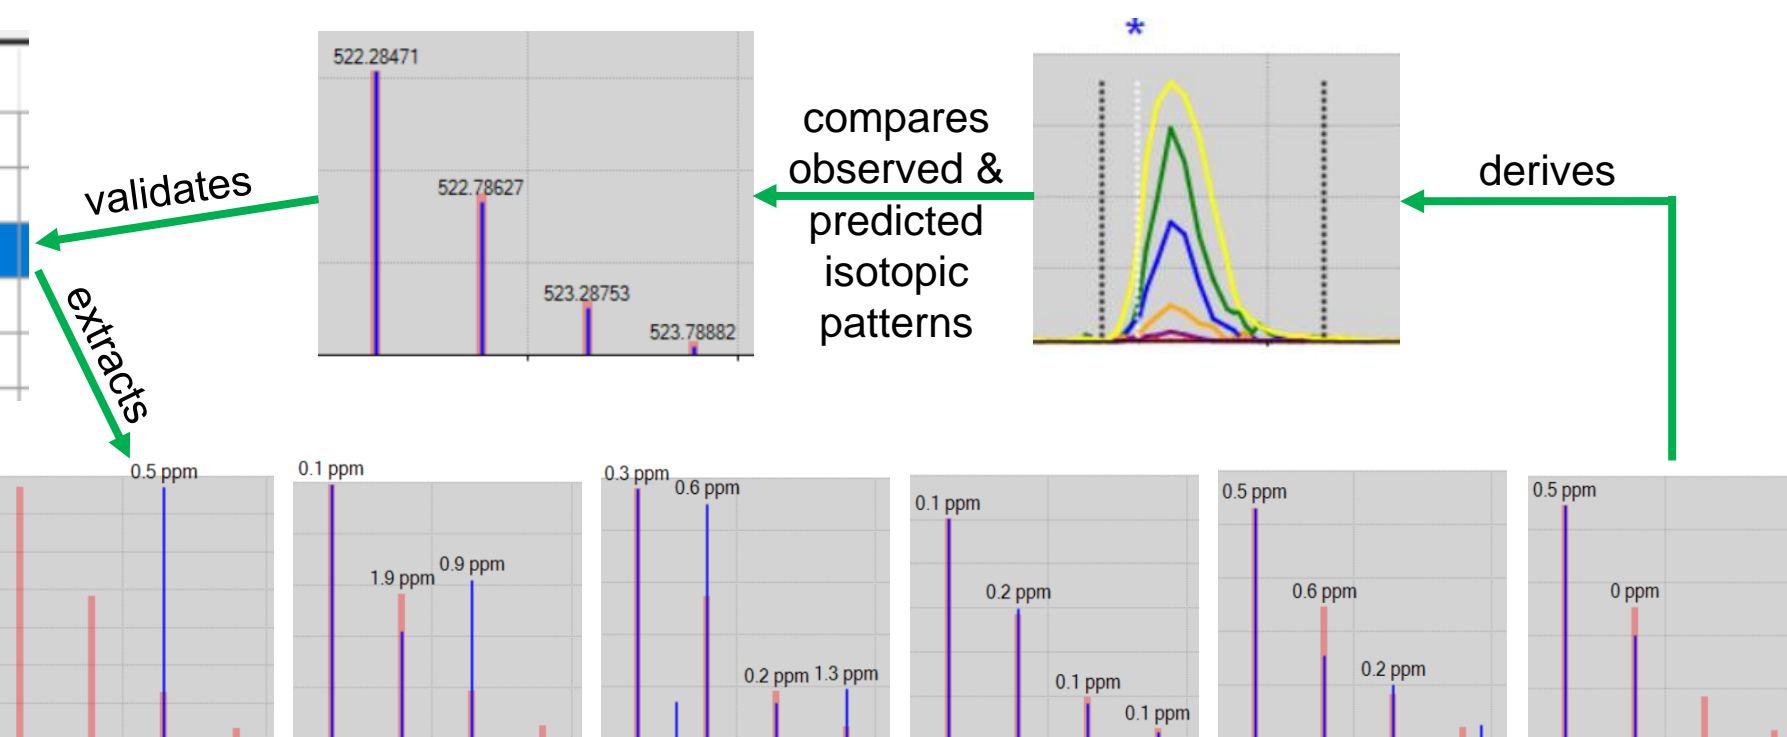 *
522.28471
522.78627
523.28753
523.78882
compares
observed &
predicted
isotopic
patterns
derives
validates
extracts
0.5 ppm
0.1 ppm
1.9 ppm
0.9 ppm
0.3 ppm
0.6 ppm
0.2 ppm
1.3 ppm
0.1 ppm
0.2 ppm
0.1 ppm
0.1 ppm
0.5 ppm
0.6 ppm
0.2 ppm
0.5 ppm
0 ppm